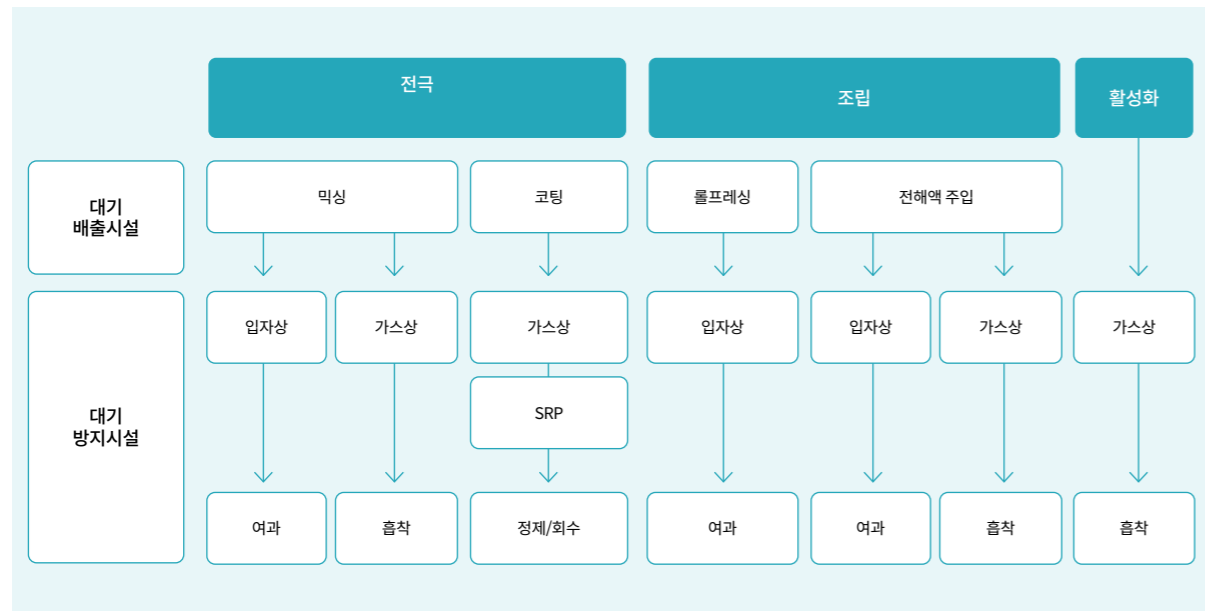 전극
조립
활성화
대기
배출시설
믹싱
코팅
롤프레싱
전해액 주입
대기
방지시설
입자상
가스상
가스상
입자상
입자상
가스상
가스상
SRP
여과
흡착
정제/회수
여과
여과
흡착
흡착